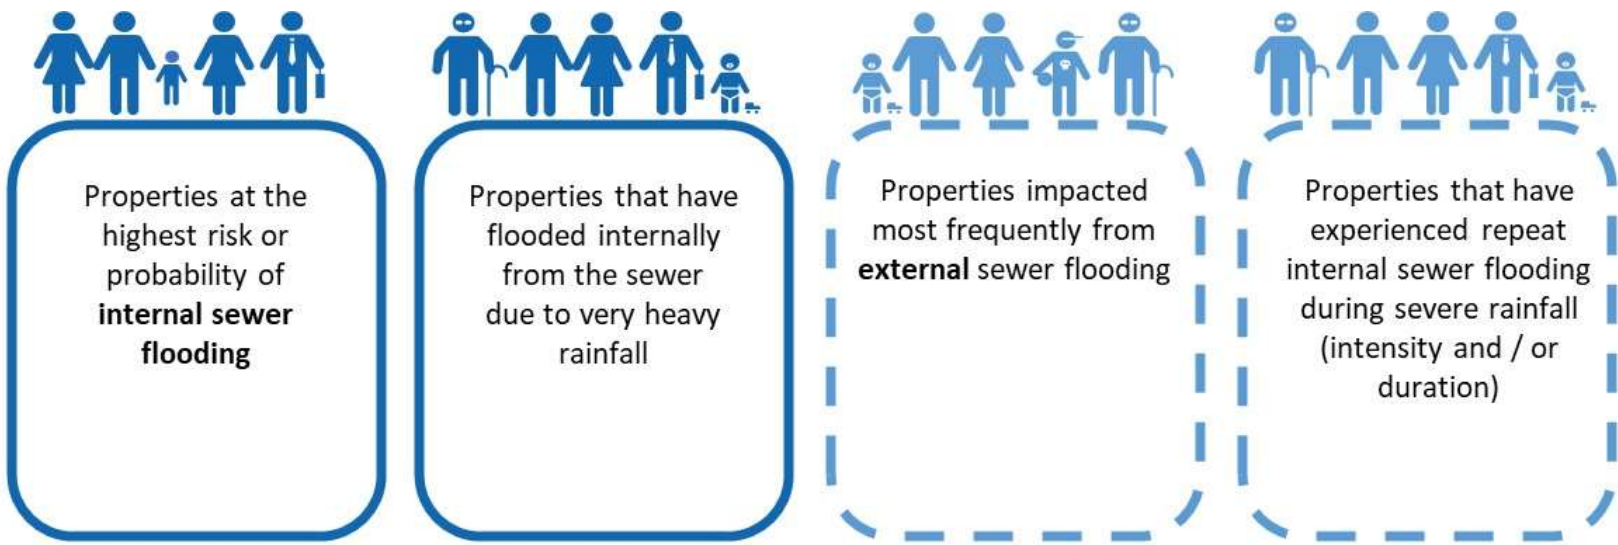 Properties at the
highest risk or
probability of
internal sewer
flooding
Properties that have
flooded internally
from the sewer
due to very heavy
rainfall
Properties impacted
most frequently from
external sewer flooding
Properties that have
experienced repeat
internal sewer flooding
during severe rainfall
(intensity and / or
duration)